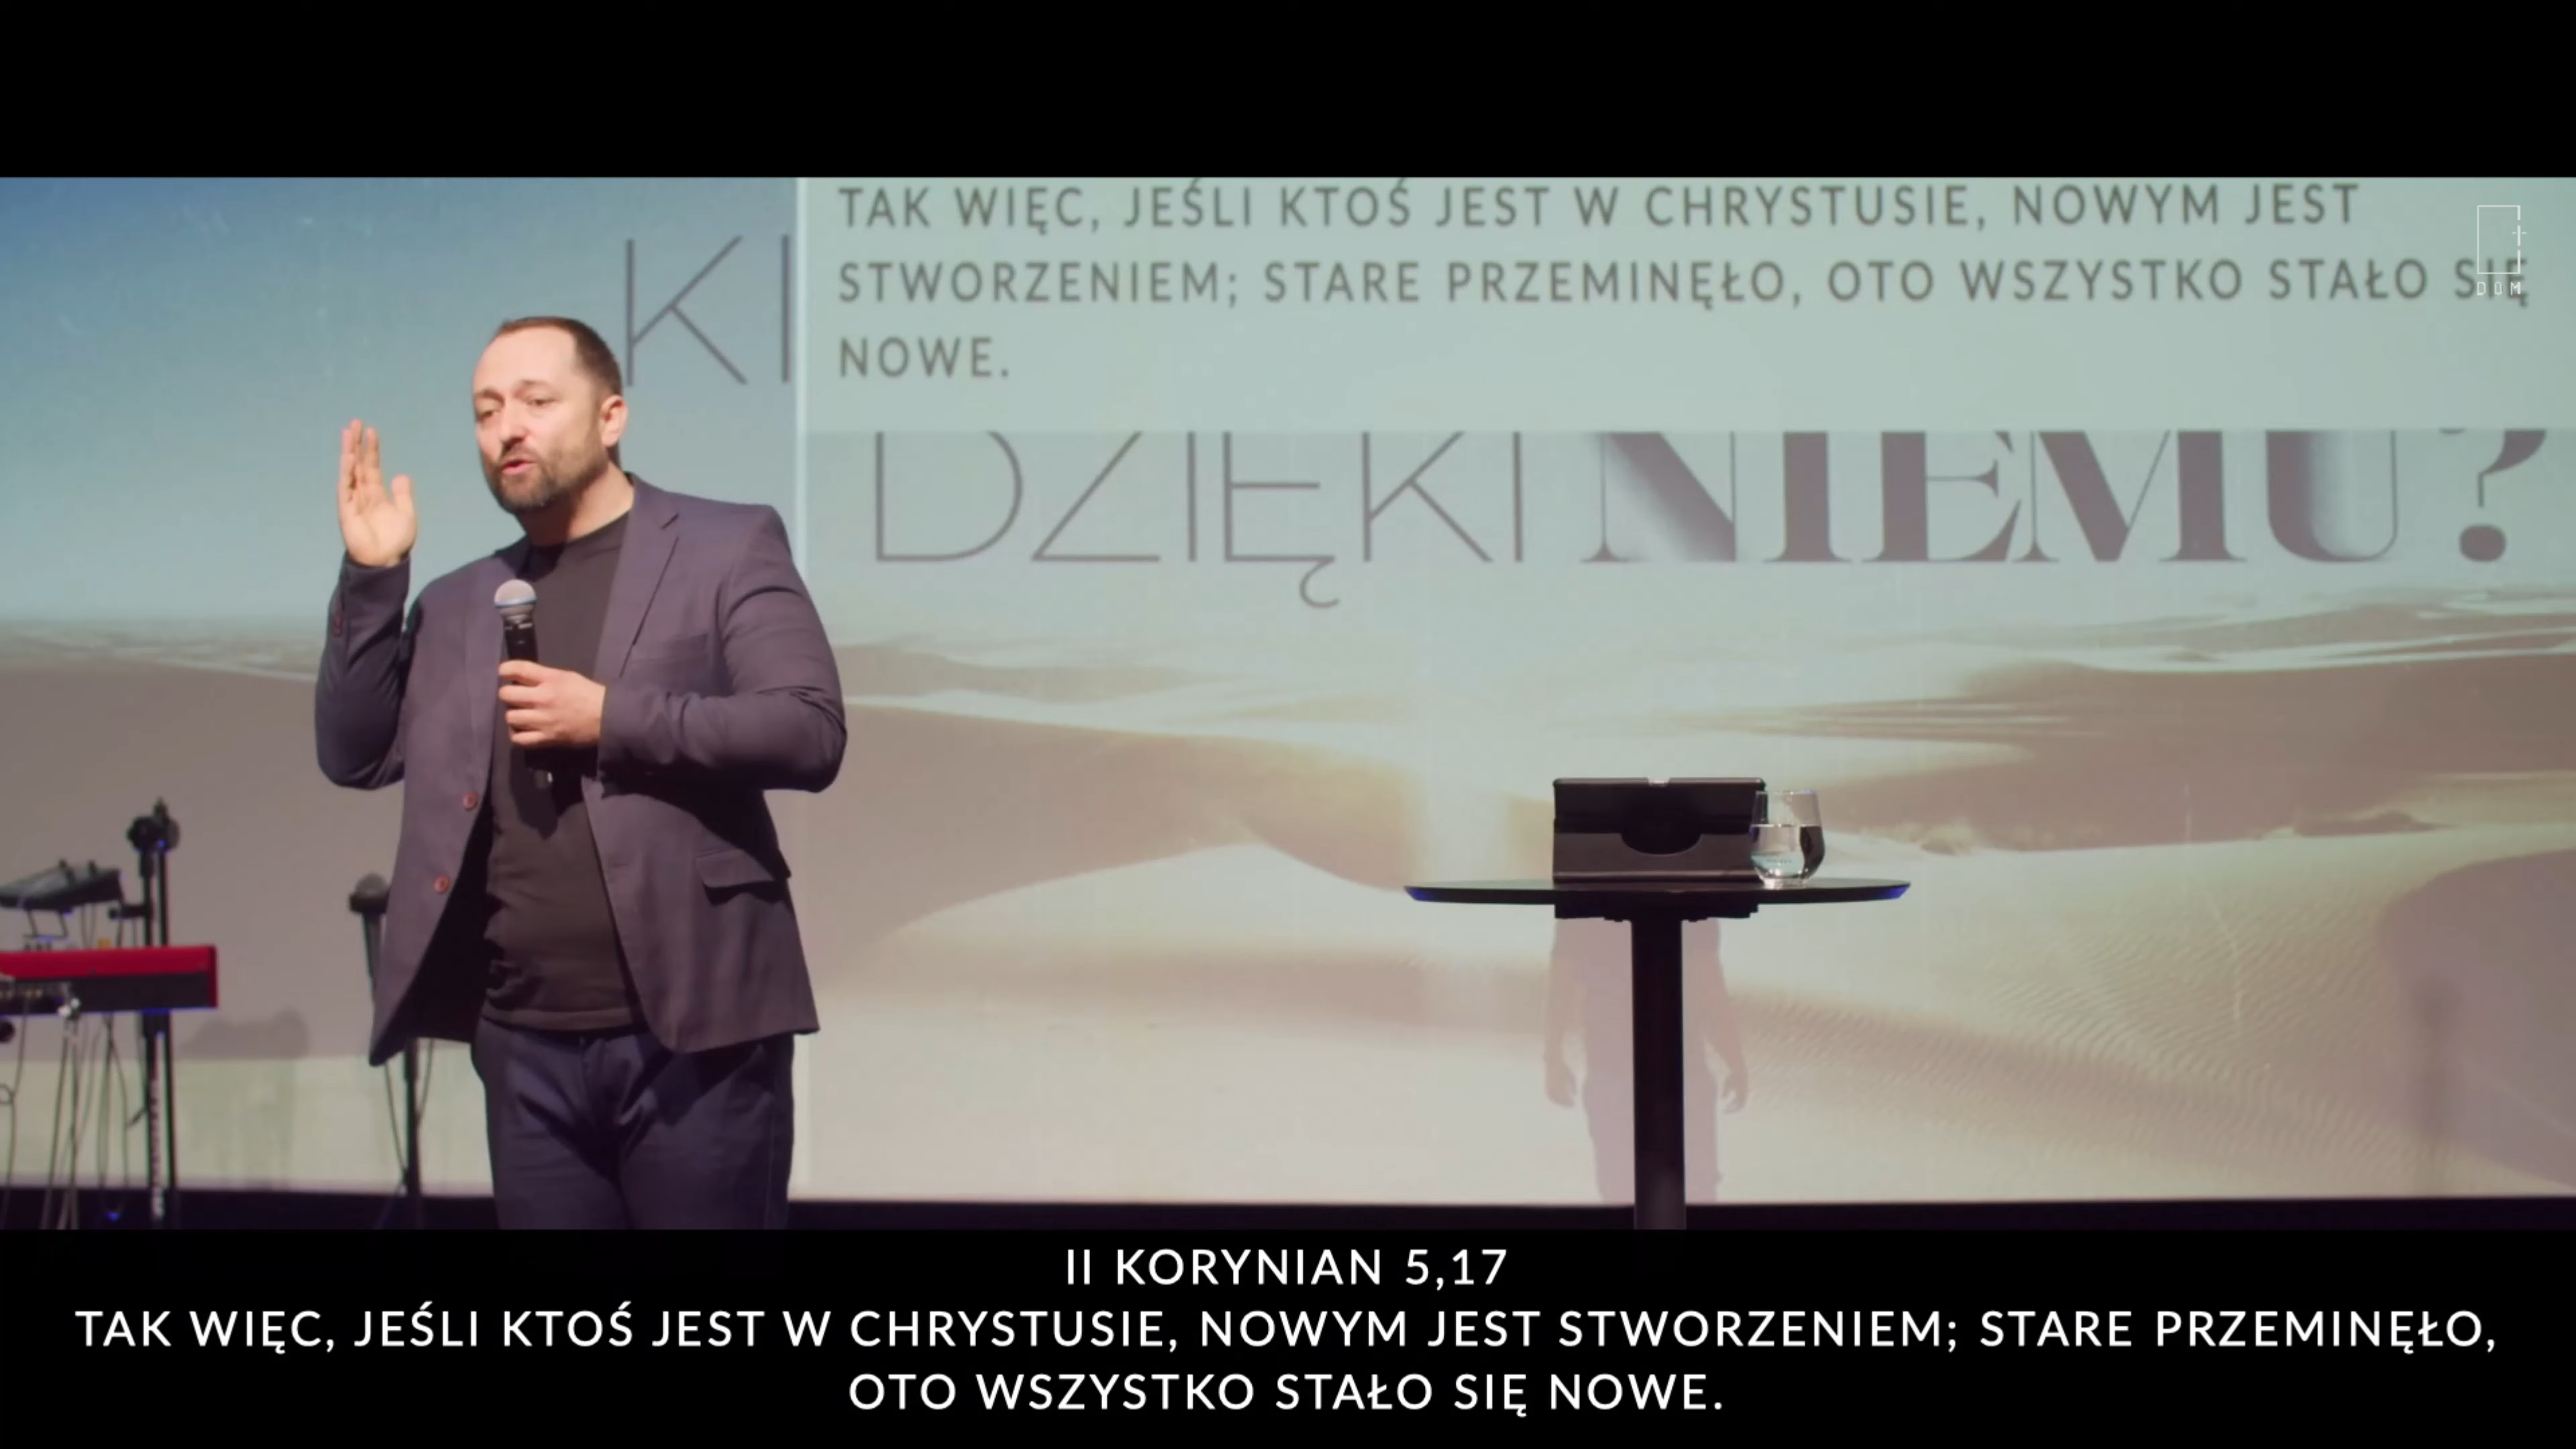 TAK WIĘC, JEŚLI KTOŚ JEST W CHRYSTUSIE, NOWYM JEST
STWORZENIEM; STARE PRZEMINĘŁO, OTO WSZYSTKO STAŁO SIĘ
NOWE.
DOM
KI
DZIĘKI NIEMU?
II KORYNIAN 5,17
TAK WIĘC, JEŚLI KTOŚ JEST W CHRYSTUSIE, NOWYM JEST STWORZENIEM; STARE PRZEMINĘŁO,
OTO WSZYSTKO STAŁO SIĘ NOWE.